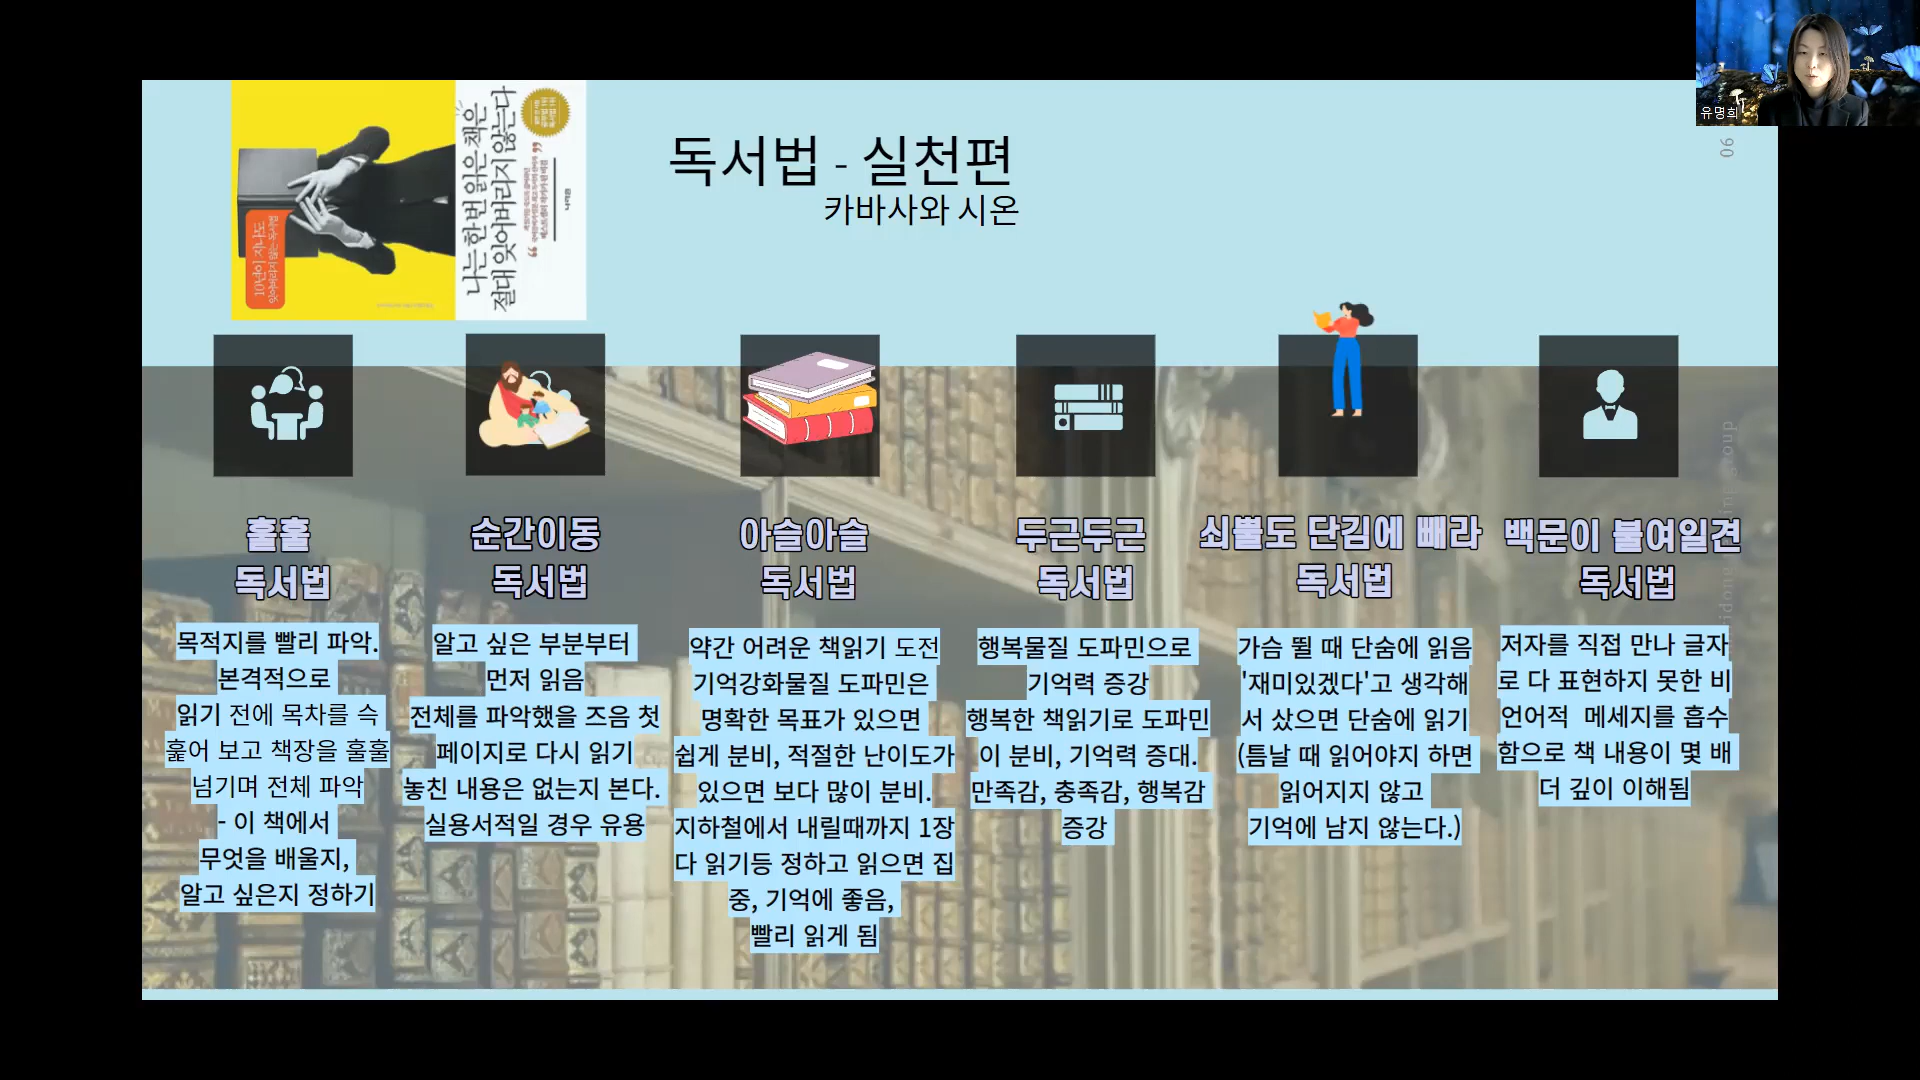 유명희
06
나는 한 번 읽은 책은
절대 잊어버리지 않는다
10년이 지나도
잊어버리지 않는 독서법
나라원
독서법 - 실천편
카바사와 시온
훌훌
독서법
목적지를 빨리 파악.
본격적으로
읽기 전에 목차를 슥
훑어 보고 책장을 훌훌
넘기며 전체 파악
- 이 책에서
무엇을 배울지,
알고 싶은지 정하기
순간이동
독서법
알고 싶은 부분부터
먼저 읽음
전체를 파악했을 즈음 첫
페이지로 다시 읽기
놓친 내용은 없는지 본다.
실용서적일 경우 유용
아슬아슬
독서법
약간 어려운 책읽기 도전
기억강화물질 도파민은
명확한 목표가 있으면
쉽게 분비, 적절한 난이도가
있으면 보다 많이 분비.
지하철에서 내릴때까지 1장
다 읽기등 정하고 읽으면 집
중, 기억에 좋음,
빨리 읽게 됨
두근두근
독서법
행복물질 도파민으로
기억력 증강
행복한 책읽기로 도파민
이 분비, 기억력 증대.
만족감, 충족감, 행복감
증강
쇠뿔도 단김에 빼라
독서법
가슴 뛸 때 단숨에 읽음
'재미있겠다'고 생각해
서 샀으면 단숨에 읽기
(틈날 때 읽어야지 하면
읽어지지 않고
기억에 남지 않는다.)
백문이 불여일견
독서법
저자를 직접 만나 글자
로 다 표현하지 못한 비
언어적 메세지를 흡수
함으로 책 내용이 몇 배
더 깊이 이해됨